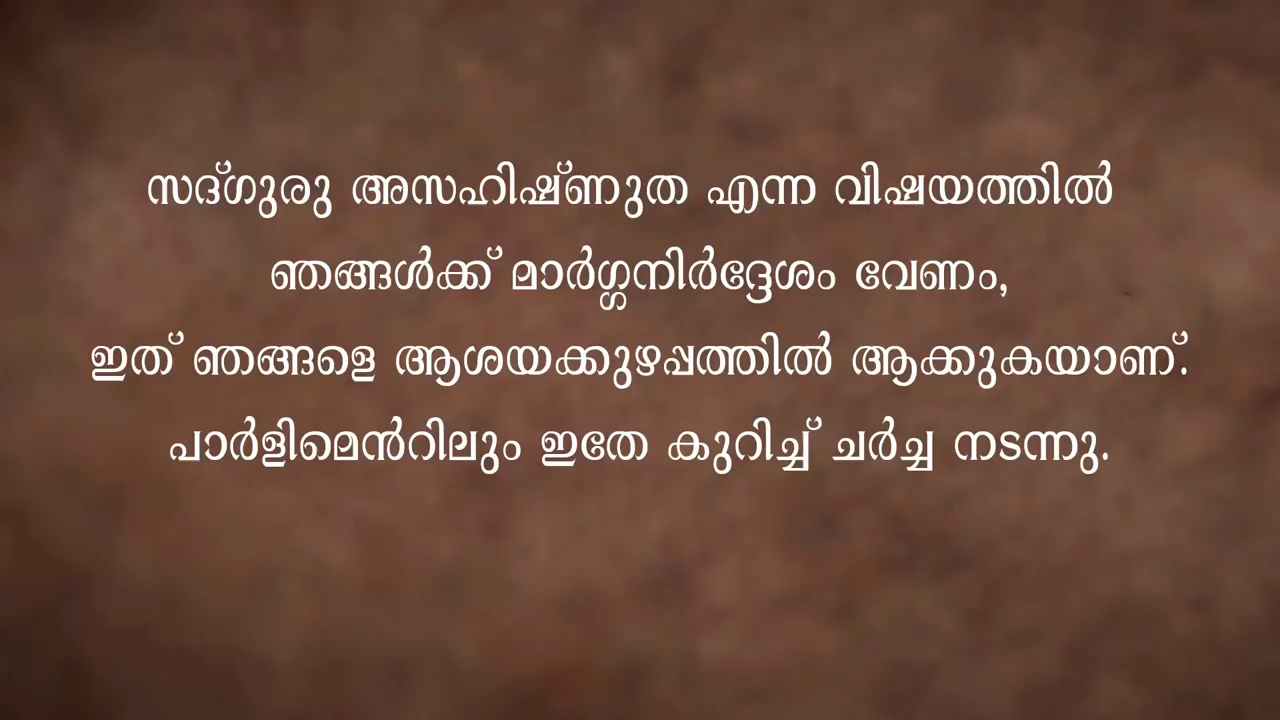 സദ്ഗുരു അസഹിഷ്ണുത എന്ന വിഷയത്തിൽ
ഞങ്ങൾക്ക് മാർഗ്ഗനിർദ്ദേശം വേണം,
ഇത് ഞങ്ങളെ ആശയക്കുഴപ്പത്തിൽ ആക്കുകയാണ്.
പാർളിമെൻറിലും ഇതേ കുറിച്ച് ചർച്ച നടന്നു.